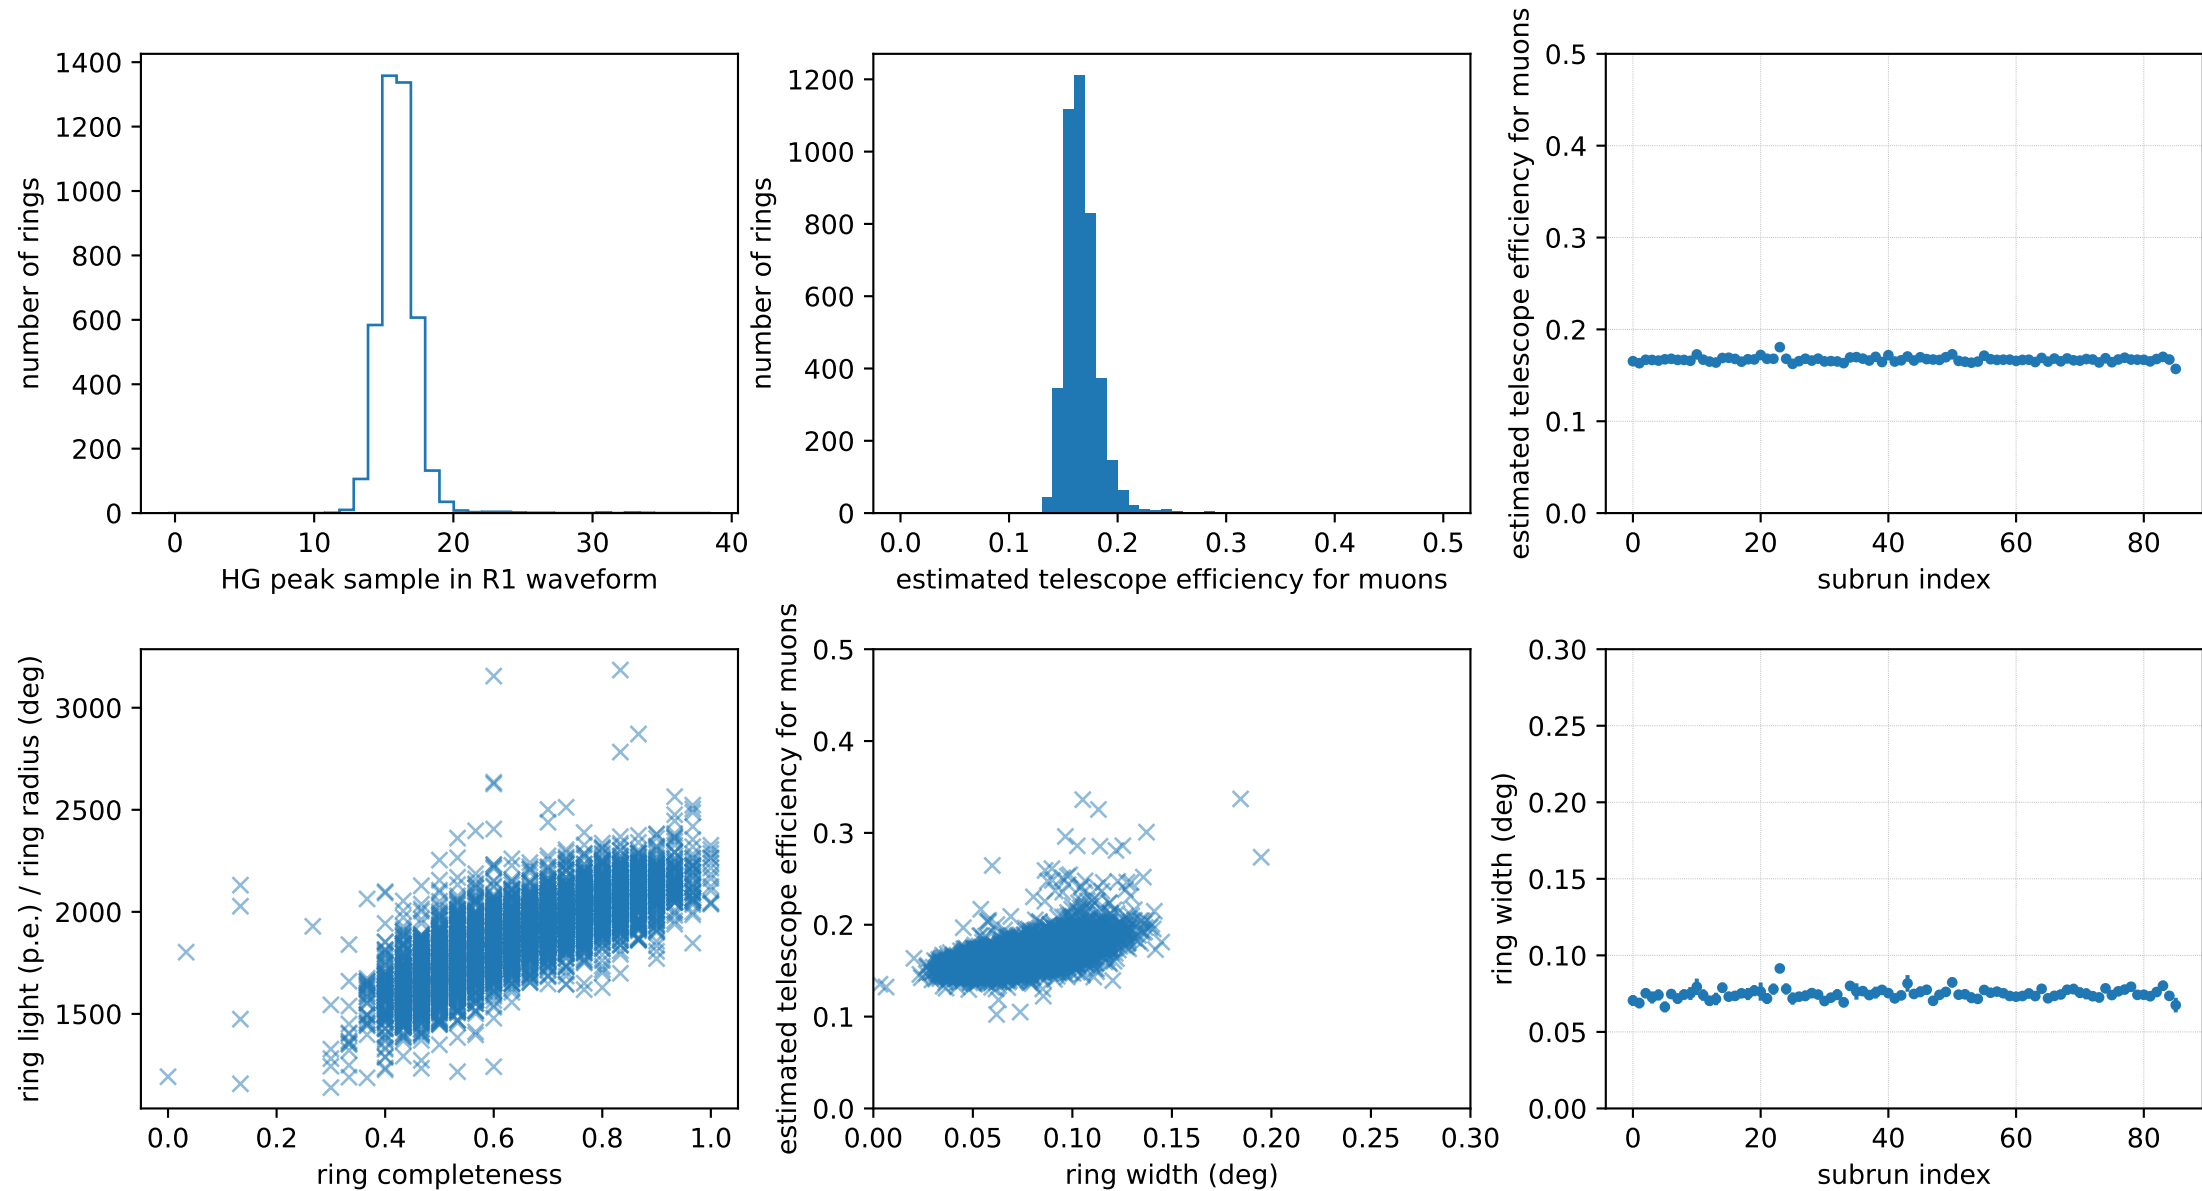 1400
1200
1000
800
600
400
200
0
number of rings
0 10 20 30 40
HG peak sample in R1 waveform
1200
1000
800
600
400
200
0
number of rings
0.0 0.1 0.2 0.3 0.4 0.5
estimated telescope efficiency for muons
0.5
0.4
0.3
0.2
0.1
0.0
estimated telescope efficiency for muons
0 20 40 60 80
subrun index
3000
2500
2000
1500
ring light (p.e.) / ring radius (deg)
0.0 0.2 0.4 0.6 0.8 1.0
ring completeness
0.5
0.4
0.3
0.2
0.1
0.0
estimated telescope efficiency for muons
0.00 0.05 0.10 0.15 0.20 0.25 0.30
ring width (deg)
0.30
0.25
0.20
0.15
0.10
0.05
0.00
ring width (deg)
0 20 40 60 80
subrun index